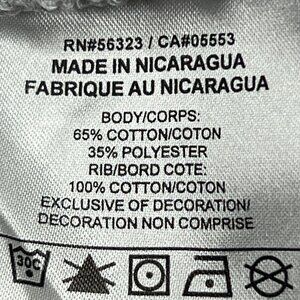 RN#56323 / CA#05553
MADE IN NICARAGUA
FABRIQUE AU NICARAGUA
BODY/CORPS:
65% COTTON/COTON
35% POLYESTER
RIB/BORD COTE:
100% COTTON/COTON
EXCLUSIVE OF DECORATION/
DECORATION NON COMPRISE
30C